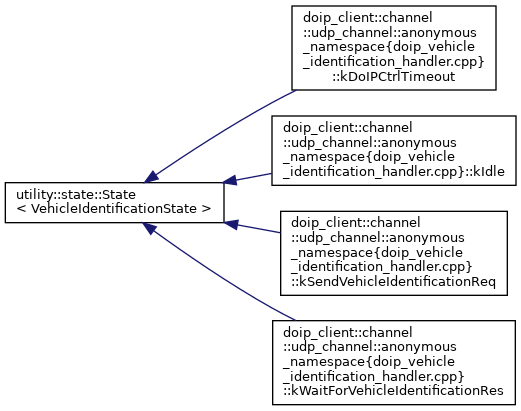 doip_client::channel
::udp_channel::anonymous
_namespace{doip_vehicle
_identification_handler.cpp}
::kDoIPCtrlTimeout
doip_client::channel
::udp_channel::anonymous
_namespace{doip_vehicle
_identification_handler.cpp}::kIdle
utility::state::State
< VehicleIdentificationState >
doip_client::channel
::udp_channel::anonymous
_namespace{doip_vehicle
_identification_handler.cpp}
::kSendVehicleIdentificationReq
doip_client::channel
::udp_channel::anonymous
_namespace{doip_vehicle
_identification_handler.cpp}
::kWaitForVehicleIdentificationRes